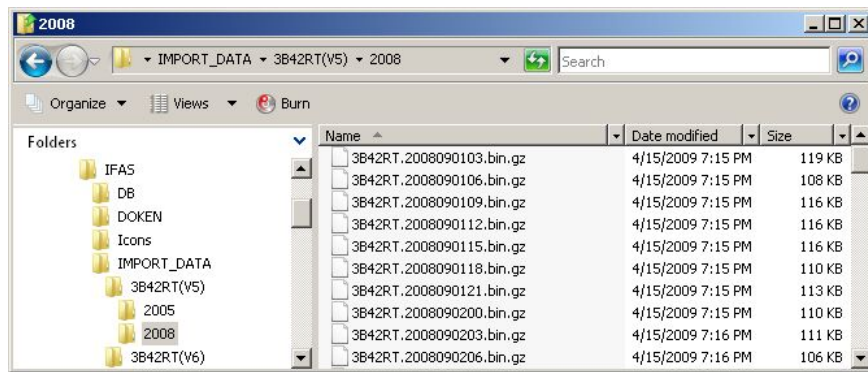 2008
IMPORT_DATA 3B42RT(V5) 2008 Search
Organize Views Burn
Folders
IFAS
DB
DOKEN
Icons
IMPORT_DATA
3B42RT(V5)
2005
2008
3B42RT(V6)
Name Date modified Size
3B42RT.2008090103.bin.gz 4/15/2009 7:15 PM 119 KB
3B42RT.2008090106.bin.gz 4/15/2009 7:15 PM 108 KB
3B42RT.2008090109.bin.gz 4/15/2009 7:15 PM 116 KB
3B42RT.2008090112.bin.gz 4/15/2009 7:15 PM 116 KB
3B42RT.2008090115.bin.gz 4/15/2009 7:15 PM 116 KB
3B42RT.2008090118.bin.gz 4/15/2009 7:15 PM 110 KB
3B42RT.2008090121.bin.gz 4/15/2009 7:15 PM 113 KB
3B42RT.2008090200.bin.gz 4/15/2009 7:15 PM 110 KB
3B42RT.2008090203.bin.gz 4/15/2009 7:16 PM 111 KB
3B42RT.2008090206.bin.gz 4/15/2009 7:16 PM 106 KB